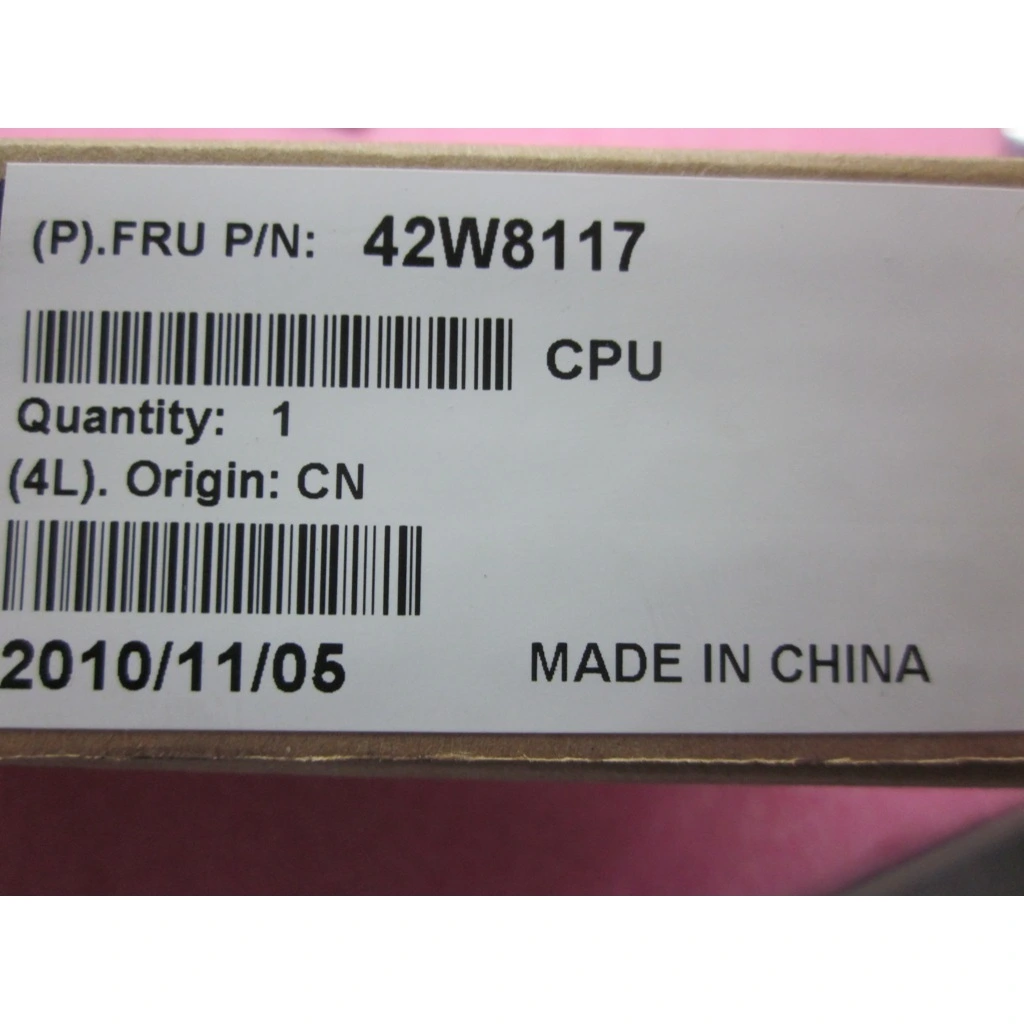 (P).FRU P/N: 42W8117
CPU
Quantity: 1
(4L). Origin: CN
2010/11/05
MADE IN CHINA